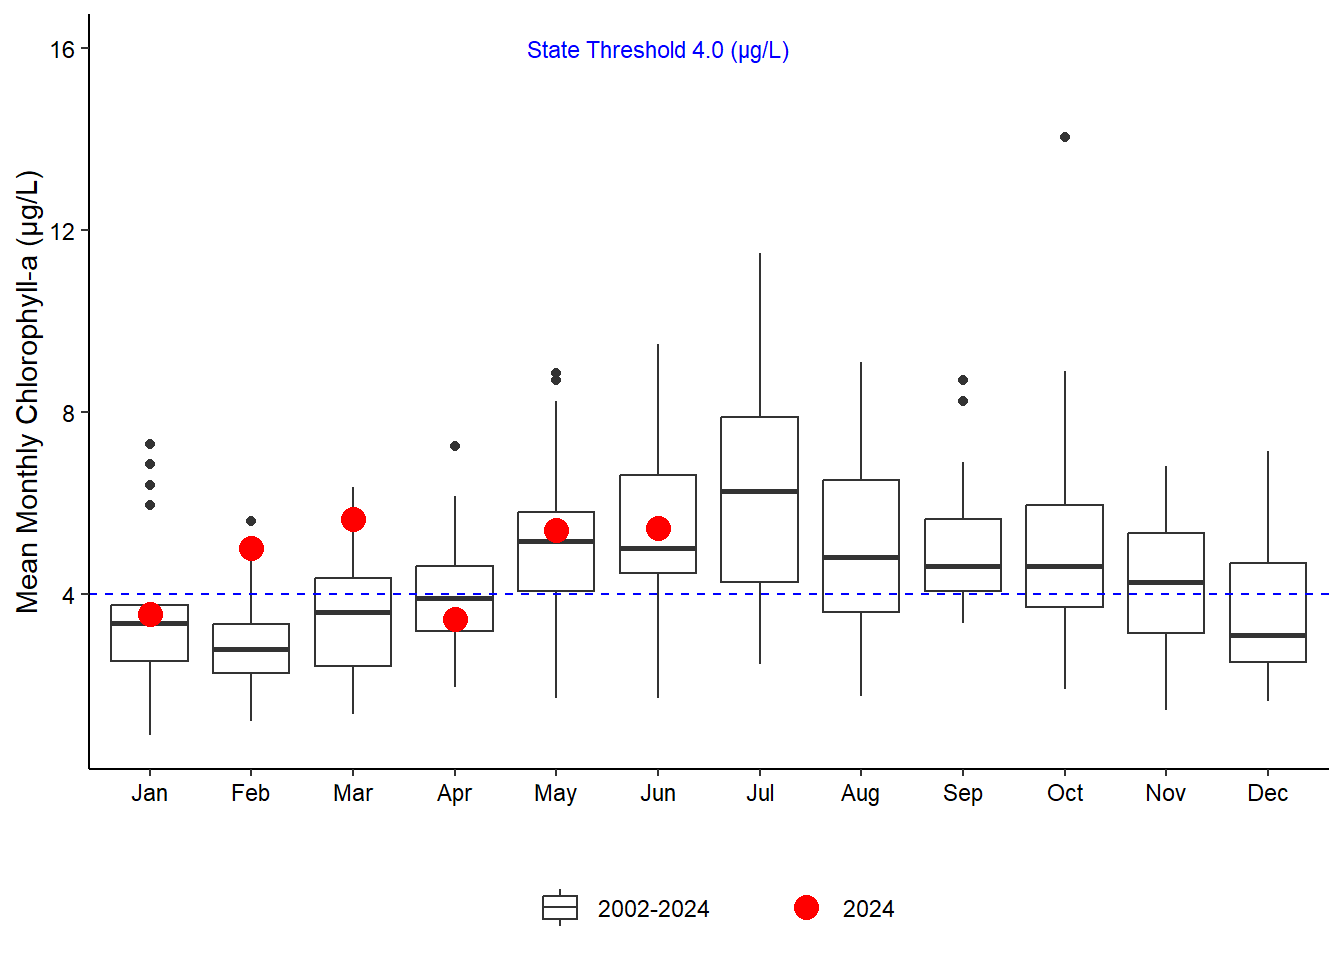 State Threshold 4.0 (µg/L)
Mean Monthly Chlorophyll-a (µg/L)
16
12
8
4
Jan Feb Mar Apr May Jun Jul Aug Sep Oct Nov Dec
2002-2024 2024